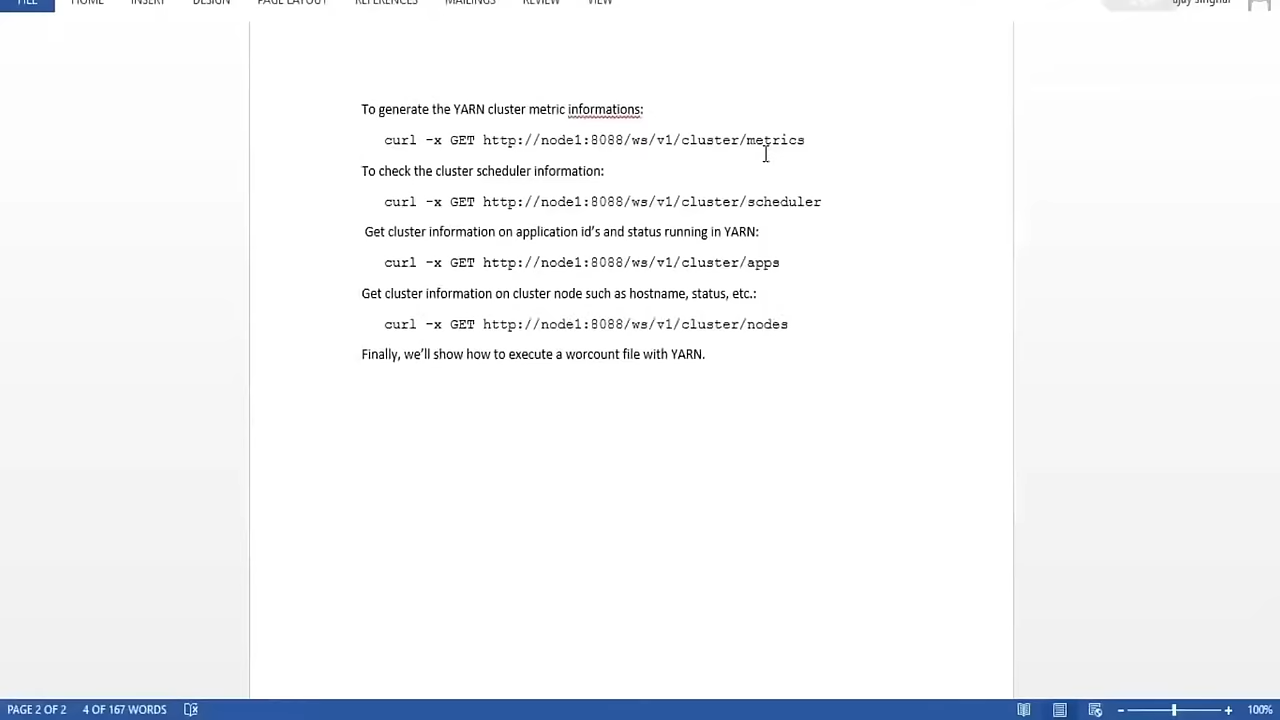 FILE HOME INSERT DESIGN PAGE LAYOUT REFERENCES MAILINGS REVIEW VIEW ajay singhal
To generate the YARN cluster metric informations:
curl -x GET http://node1:8088/ws/v1/cluster/metrics
To check the cluster scheduler information:
curl -x GET http://node1:8088/ws/v1/cluster/scheduler
Get cluster information on application id’s and status running in YARN:
curl -x GET http://node1:8088/ws/v1/cluster/apps
Get cluster information on cluster node such as hostname, status, etc.:
curl -x GET http://node1:8088/ws/v1/cluster/nodes
Finally, we’ll show how to execute a worcount file with YARN.
PAGE 2 OF 2 4 OF 167 WORDS 100%